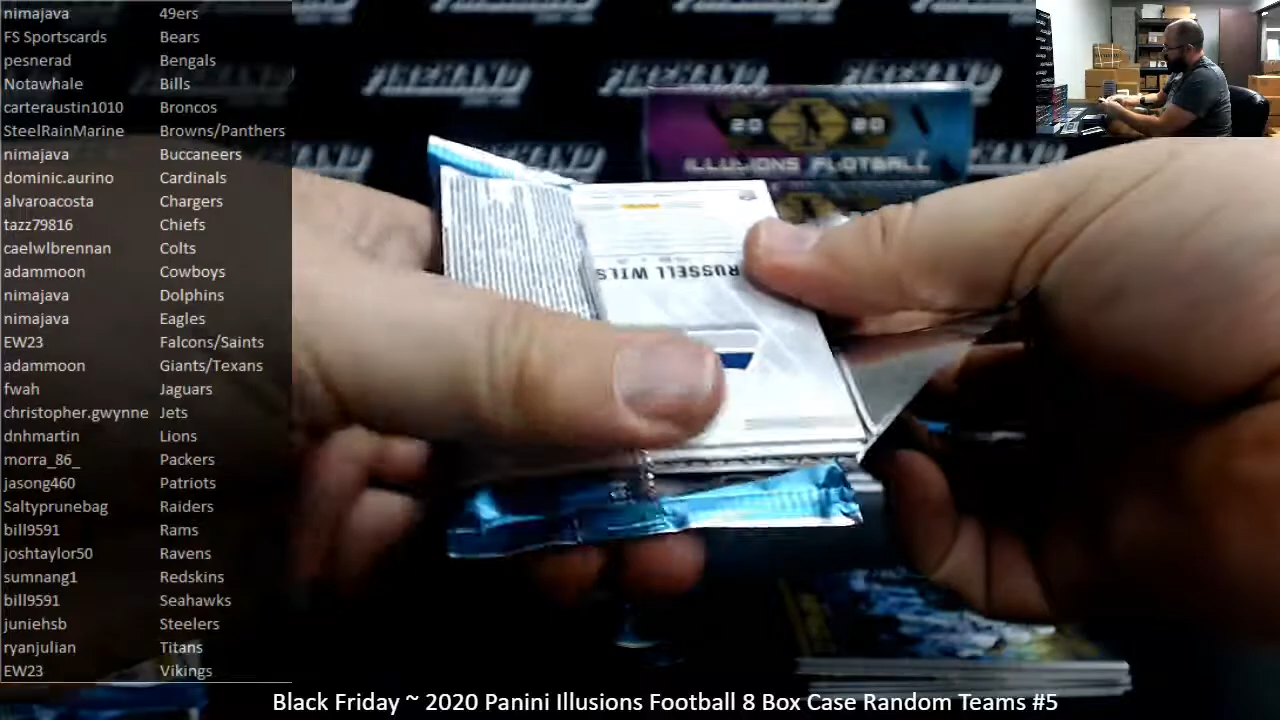 nimajava 49ers
FS Sportscards Bears
pesnerad Bengals
Notawhale Bills
carteraustin1010 Broncos
SteelRainMarine Browns/Panthers
nimajava Buccaneers
dominic.aurino Cardinals
alvaroacosta Chargers
tazz79816 Chiefs
caelwlbrennan Colts
adammoon Cowboys
nimajava Dolphins
nimajava Eagles
EW23 Falcons/Saints
adammoon Giants/Texans
fwah Jaguars
christopher.gwynne Jets
dnhmartin Lions
morra_86_ Packers
jasong460 Patriots
Saltyprunebag Raiders
bill9591 Rams
joshtaylor50 Ravens
sumnang1 Redskins
bill9591 Seahawks
juniehsb Steelers
ryanjulian Titans
EW23 Vikings
20 20
ILLUSIONS FOOTBALL
RUSSELL WILS
Black Friday ~ 2020 Panini Illusions Football 8 Box Case Random Teams #5